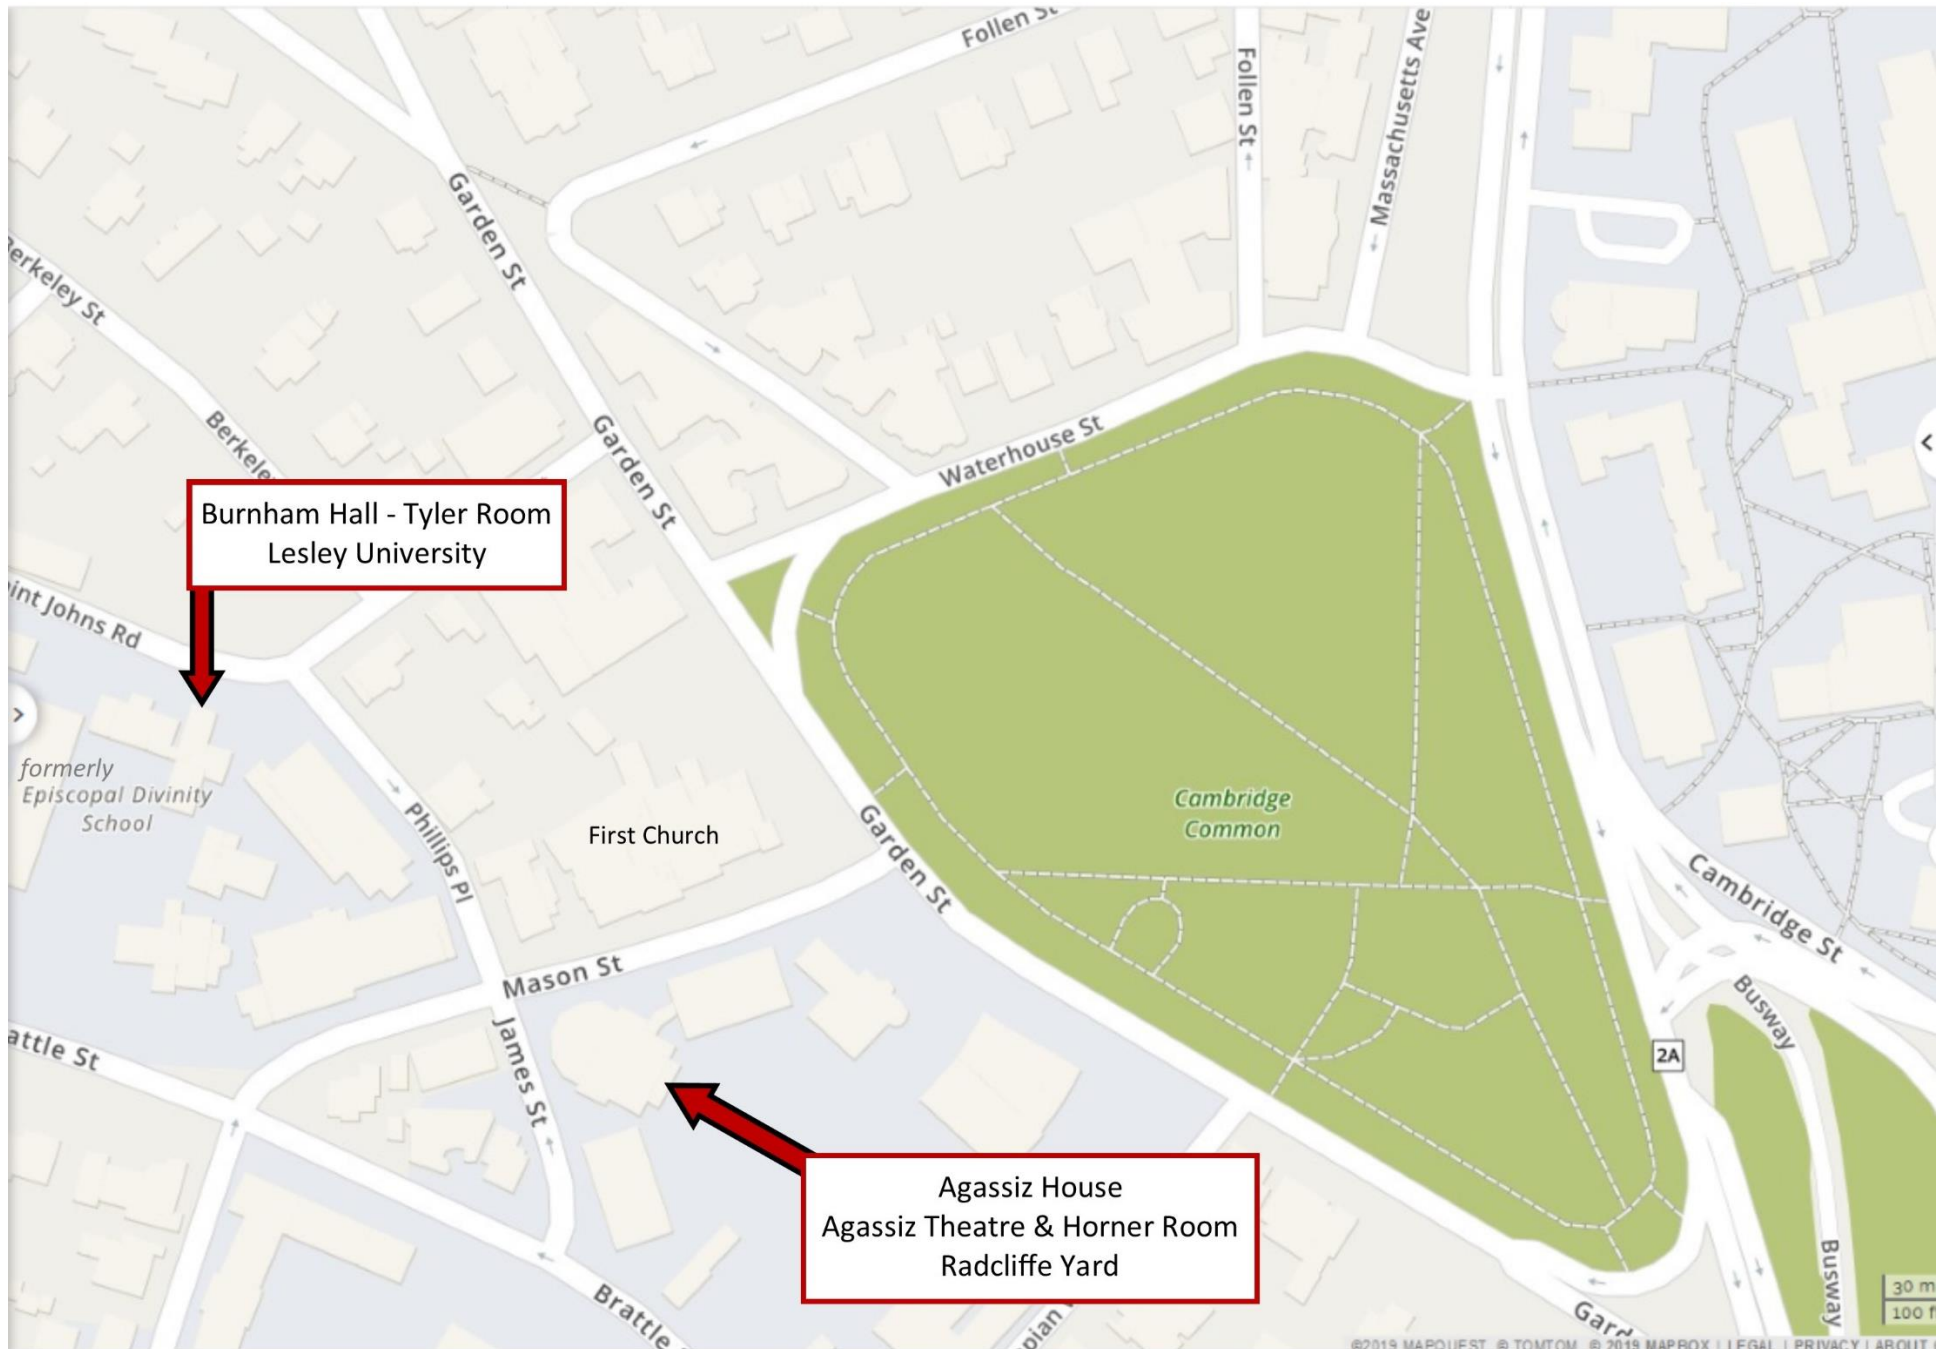 Follen St
Follen St
Massachusetts Ave
Garden St
Berkeley St
Garden St
Waterhouse St
Burnham Hall - Tyler Room
Lesley University
Johns Rd
formerly
Episcopal Divinity
School
Phillips Pl
First Church
Garden St
Cambridge
Common
Cambridge St
Mason St
Busway
2A
St
James St
Agassiz House
Agassiz Theatre & Horner Room
Radcliffe Yard
Brattle
Busway
30 m
100 f
©2019 MAPQUEST © TOMTOM © 2019 MAPBOX | LEGAL | PRIVACY | ABOUT